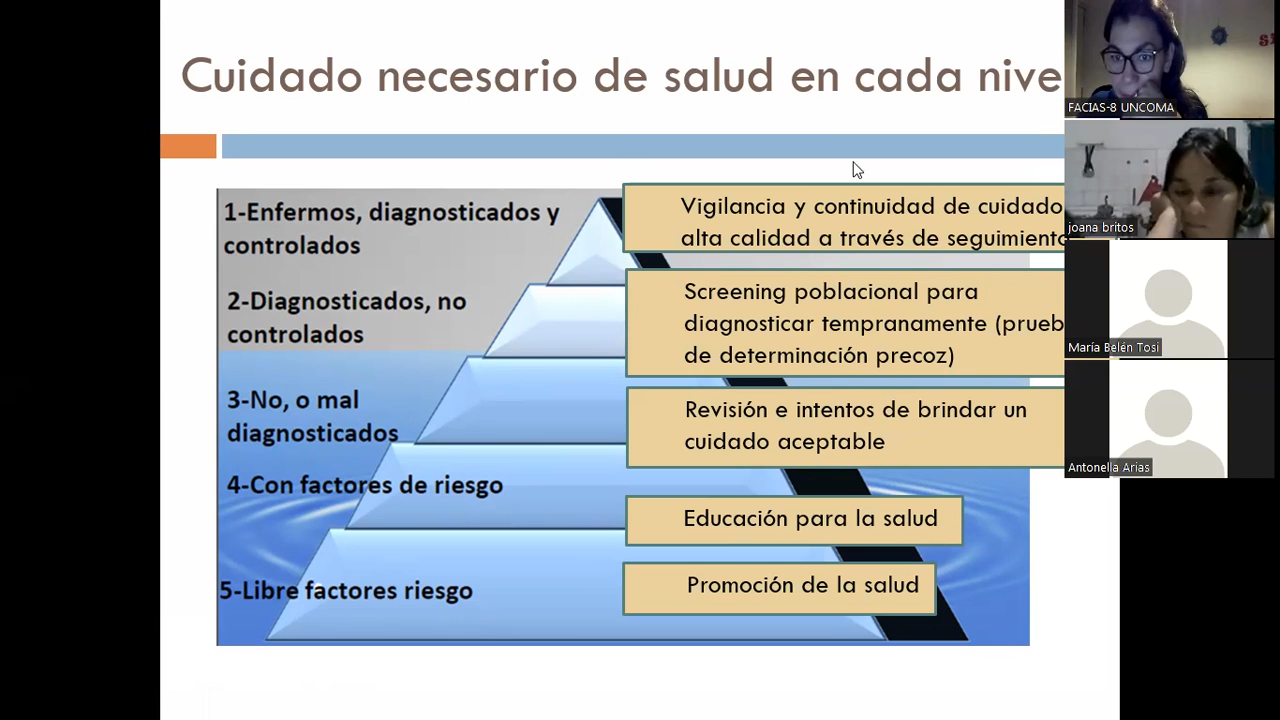 Cuidado necesario de salud en cada nive
1-Enfermos, diagnosticados y
controlados
Vigilancia y continuidad de cuidado
alta calidad a través de seguimiento
2-Diagnosticados, no
controlados
Screening poblacional para
diagnosticar tempranamente (prueb
de determinación precoz)
3-No, o mal
diagnosticados
Revisión e intentos de brindar un
cuidado aceptable
4-Con factores de riesgo
Educación para la salud
5-Libre factores riesgo
Promoción de la salud
FACIAS-8 UNCOMA
joana britos
María Belén Tosi
Antonella Arias